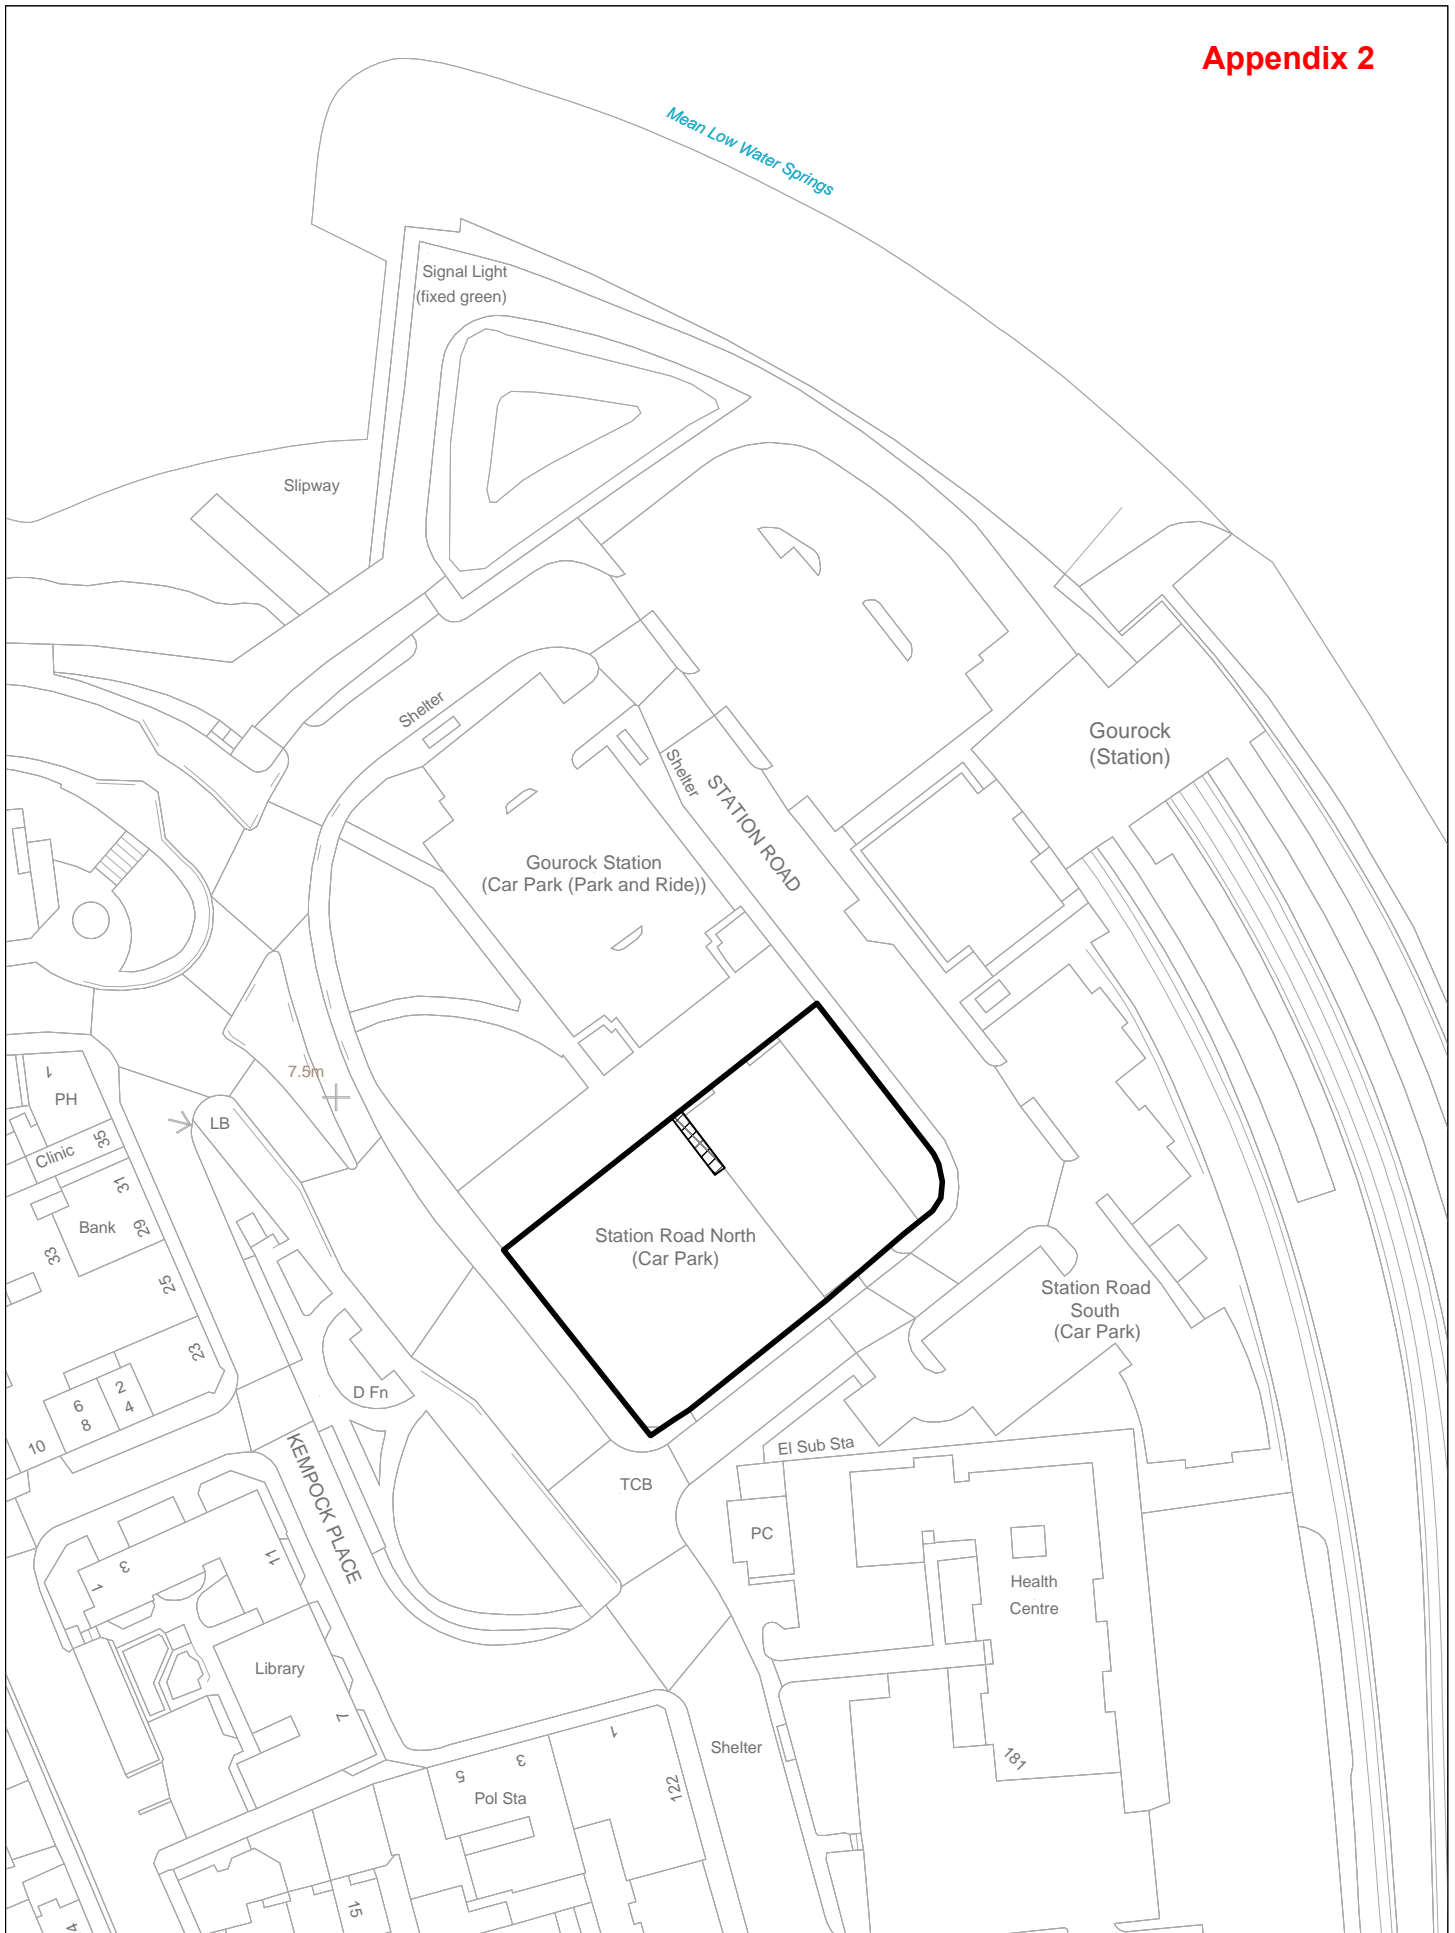 Appendix 2
Mean Low Water Springs
Signal Light
(fixed green)
Slipway
Shelter
Shelter
STATION ROAD
Gourock
(Station)
Gourock Station
(Car Park (Park and Ride))
7.5m
1
PH
LB
35
Clinic
31
Bank
29
33
25
23
Station Road North
(Car Park)
Station Road
South
(Car Park)
2
4
6
8
10
D Fn
KEMPOCK PLACE
El Sub Sta
TCB
PC
Health
Centre
11
3
1
Library
7
Shelter
181
1
3
5
Pol Sta
122
15
4